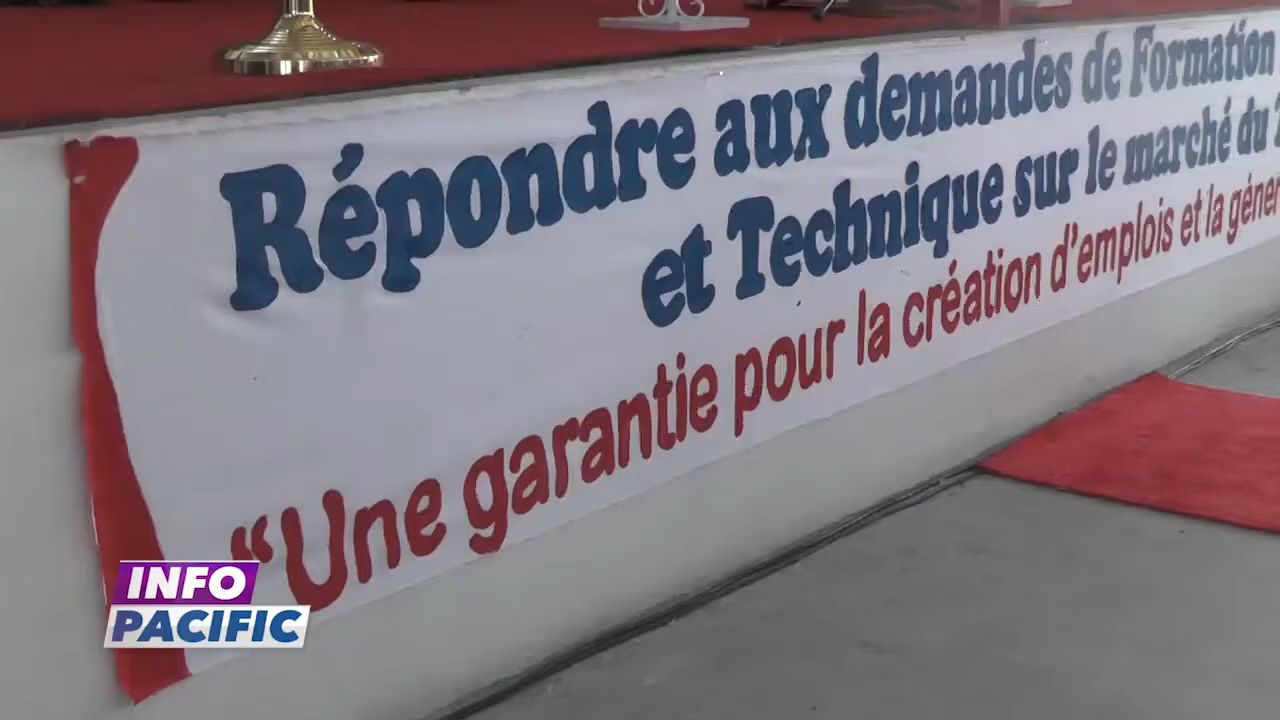 Répondre aux demandes de Formation
et Technique sur le marché du
“Une garantie pour la création d’emplois et la géner
INFO
PACIFIC